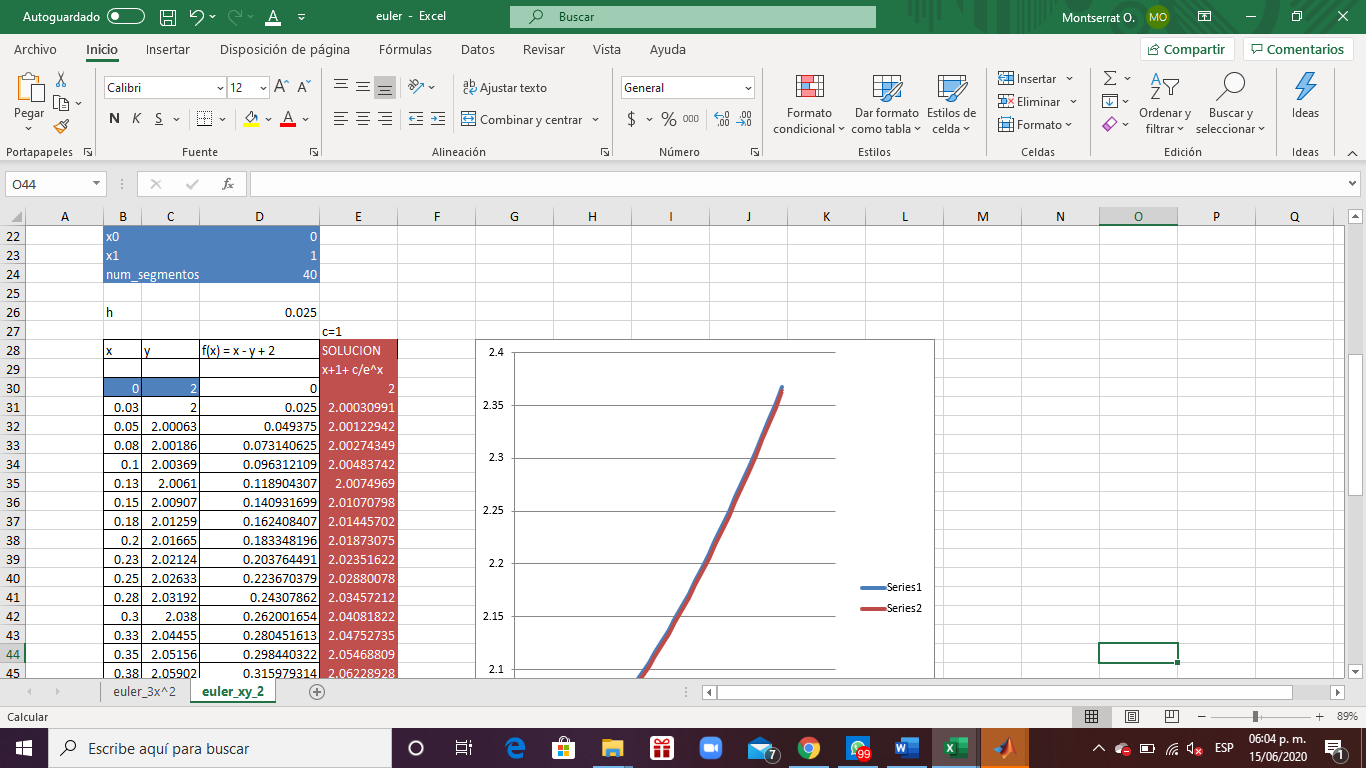 Autoguardado
euler - Excel
Buscar
Montserrat O. MO
Archivo Inicio Insertar Disposición de página Fórmulas Datos Revisar Vista Ayuda Compartir Comentarios
Pegar
Calibri 12
N K S
Ajustar texto
Combinar y centrar
General
$ % 000
Formato condicional
Dar formato como tabla
Estilos de celda
Insertar
Eliminar
Formato
Ordenar y filtrar
Buscar y seleccionar
Ideas
Portapapeles Fuente Alineación Número Estilos Celdas Edición Ideas
O44 fx
A B C D E F G H I J K L M N O P Q
22 x0 0
23 x1 1
24 num_segmentos 40
25
26 h 0.025
27 c=1
28 x y f(x) = x - y + 2 SOLUCION
29 x+1+ c/e^x
30 0 2 0 2
31 0.03 2 0.025 2.00030991
32 0.05 2.00063 0.049375 2.00122942
33 0.08 2.00186 0.073140625 2.00274349
34 0.1 2.00369 0.096312109 2.00483742
35 0.13 2.0061 0.118904307 2.0074969
36 0.15 2.00907 0.140931699 2.01070798
37 0.18 2.01259 0.162408407 2.01445702
38 0.2 2.01665 0.183348196 2.01873075
39 0.23 2.02124 0.203764491 2.02351622
40 0.25 2.02633 0.223670379 2.02880078
41 0.28 2.03192 0.24307862 2.03457212
42 0.3 2.038 0.262001654 2.04081822
43 0.33 2.04455 0.280451613 2.04752735
44 0.35 2.05156 0.298440322 2.05468809
45 0.38 2.05902 0.315979314 2.06228928
2.4
2.35
2.3
2.25
2.2
2.15
2.1
Series1
Series2
euler_3x^2 euler_xy_2
Calcular
89%
Escribe aquí para buscar
7
99
ESP
06:04 p. m.
15/06/2020
1